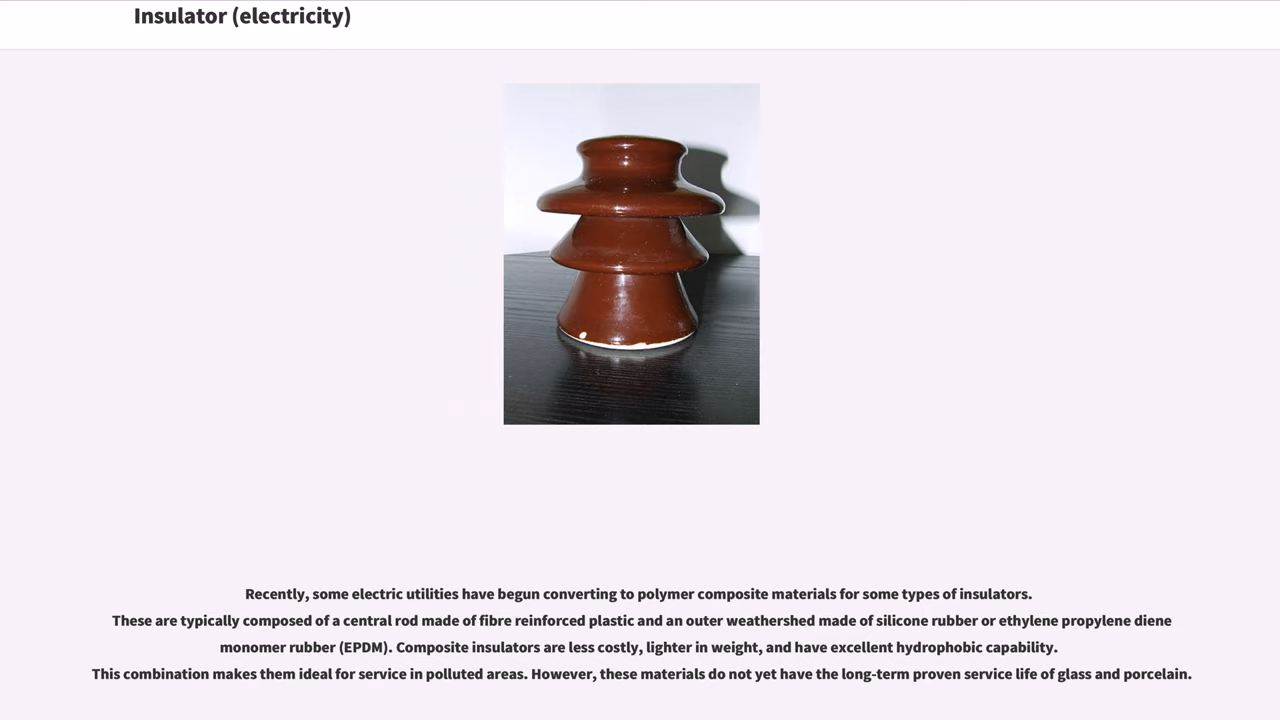 Insulator (electricity)
Recently, some electric utilities have begun converting to polymer composite materials for some types of insulators.
These are typically composed of a central rod made of fibre reinforced plastic and an outer weathershed made of silicone rubber or ethylene propylene diene
monomer rubber (EPDM). Composite insulators are less costly, lighter in weight, and have excellent hydrophobic capability.
This combination makes them ideal for service in polluted areas. However, these materials do not yet have the long-term proven service life of glass and porcelain.